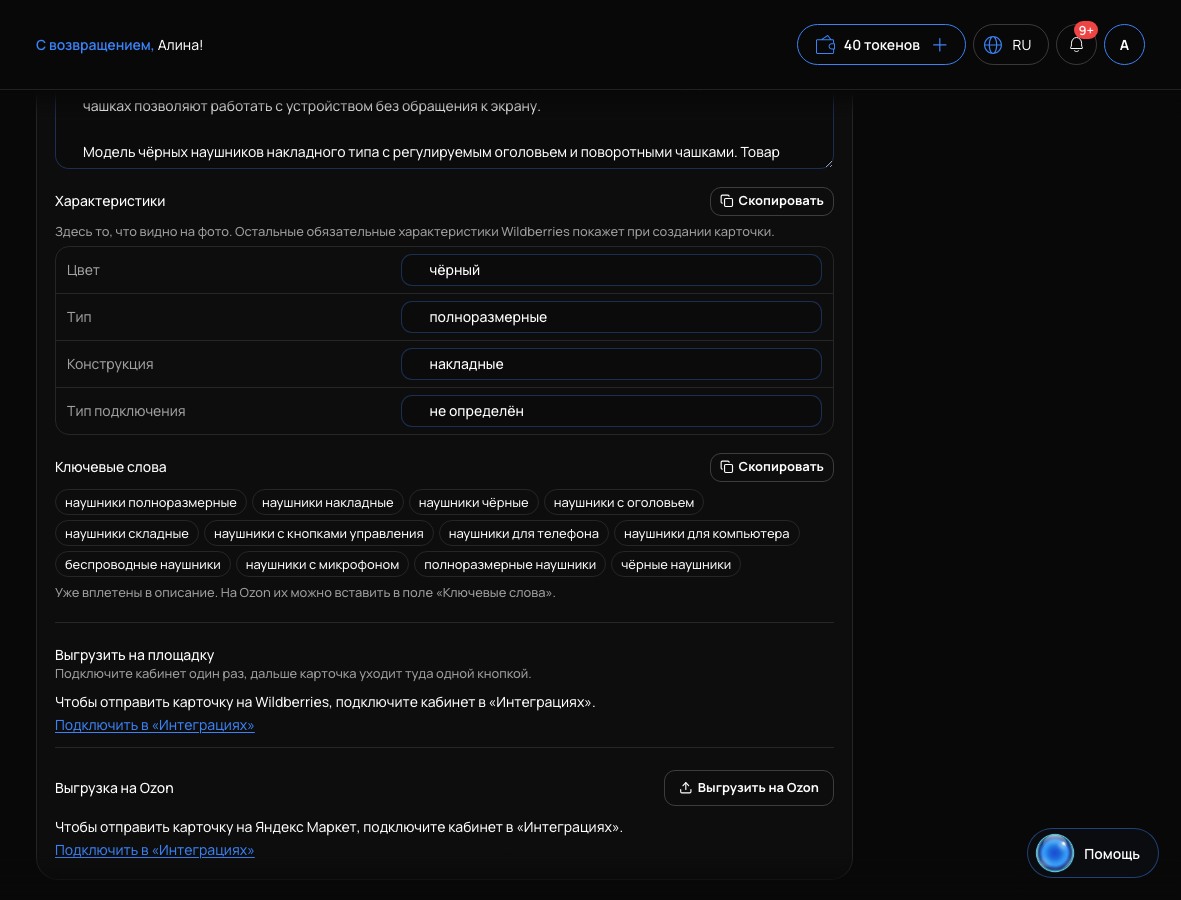 С возвращением, Алина!
40 токенов
RU
9+
A
чашках позволяют работать с устройством без обращения к экрану.
Модель чёрных наушников накладного типа с регулируемым оголовьем и поворотными чашками. Товар
Характеристики
Скопировать
Здесь то, что видно на фото. Остальные обязательные характеристики Wildberries покажет при создании карточки.
Цвет
чёрный
Тип
полноразмерные
Конструкция
накладные
Тип подключения
не определён
Ключевые слова
Скопировать
наушники полноразмерные наушники накладные наушники чёрные наушники с оголовьем
наушники складные наушники с кнопками управления наушники для телефона наушники для компьютера
беспроводные наушники наушники с микрофоном полноразмерные наушники чёрные наушники
Уже вплетены в описание. На Ozon их можно вставить в поле «Ключевые слова».
Выгрузить на площадку
Подключите кабинет один раз, дальше карточка уходит туда одной кнопкой.
Чтобы отправить карточку на Wildberries, подключите кабинет в «Интеграциях».
Подключить в «Интеграциях»
Выгрузка на Ozon
Выгрузить на Ozon
Чтобы отправить карточку на Яндекс Маркет, подключите кабинет в «Интеграциях».
Подключить в «Интеграциях»
Помощь